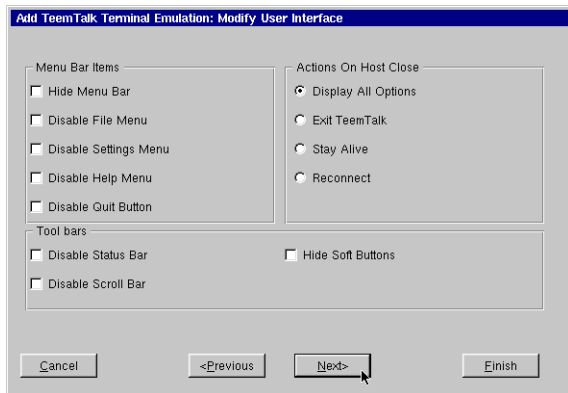 Add TeemTalk Terminal Emulation: Modify User Interface
Menu Bar Items
Hide Menu Bar
Disable File Menu
Disable Settings Menu
Disable Help Menu
Disable Quit Button
Actions On Host Close
Display All Options
Exit TeemTalk
Stay Alive
Reconnect
Tool bars
Disable Status Bar
Hide Soft Buttons
Disable Scroll Bar
Cancel
<Previous
Next>
Finish